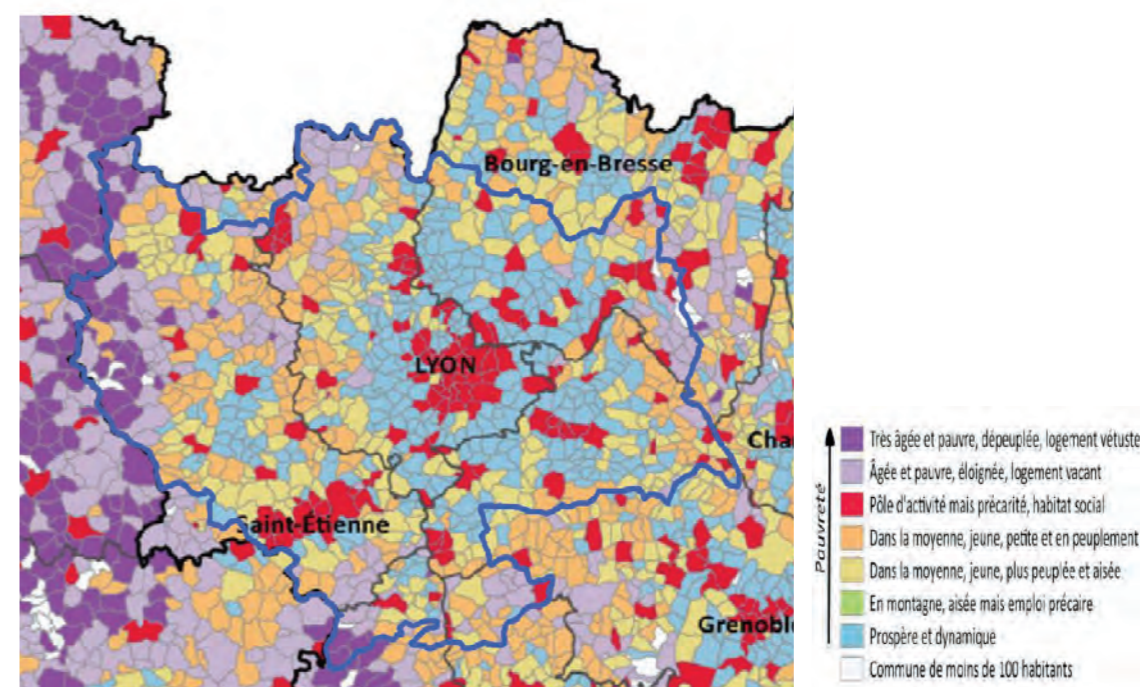 Bourg-en-Bresse
LYON
Cha
Saint-Étienne
Grenobl
Pauvreté
Très âgée et pauvre, dépeuplée, logement vétuste
Âgée et pauvre, éloignée, logement vacant
Pôle d'activité mais précarité, habitat social
Dans la moyenne, jeune, petite et en peuplement
Dans la moyenne, jeune, plus peuplée et aisée
En montagne, aisée mais emploi précaire
Prospère et dynamique
Commune de moins de 100 habitants